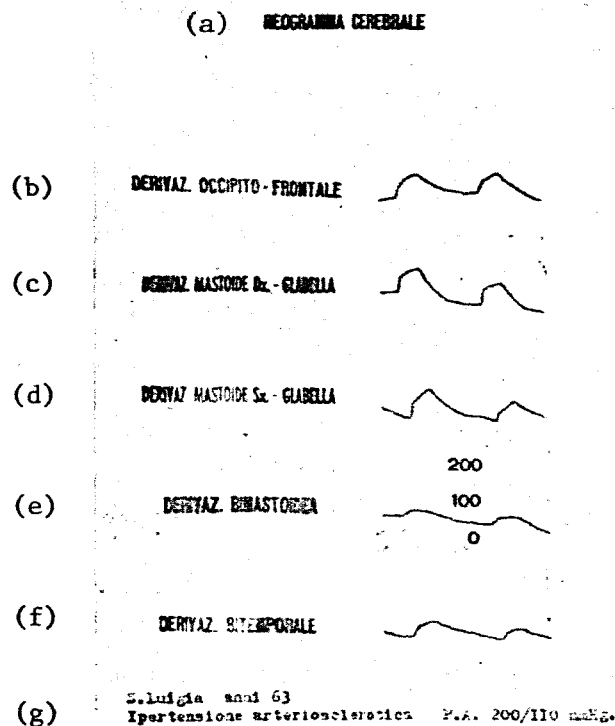 (a) REOGRAMMA CEREBRALE
(b) DERIVAZ. OCCIPITO - FRONTALE
(c) DERIVAZ. MASTOIDE Dx. - GLABELLA
(d) DERIVAZ MASTOIDE Sx. - GLABELLA
200
(e) DERIVAZ. BIMASTOIDEA 100
0
(f) DERIVAZ. BITEMPORALE
S.Luigia anni 63
(g) Ipertensione arteriosclerotica P.A. 200/110 mmHg.